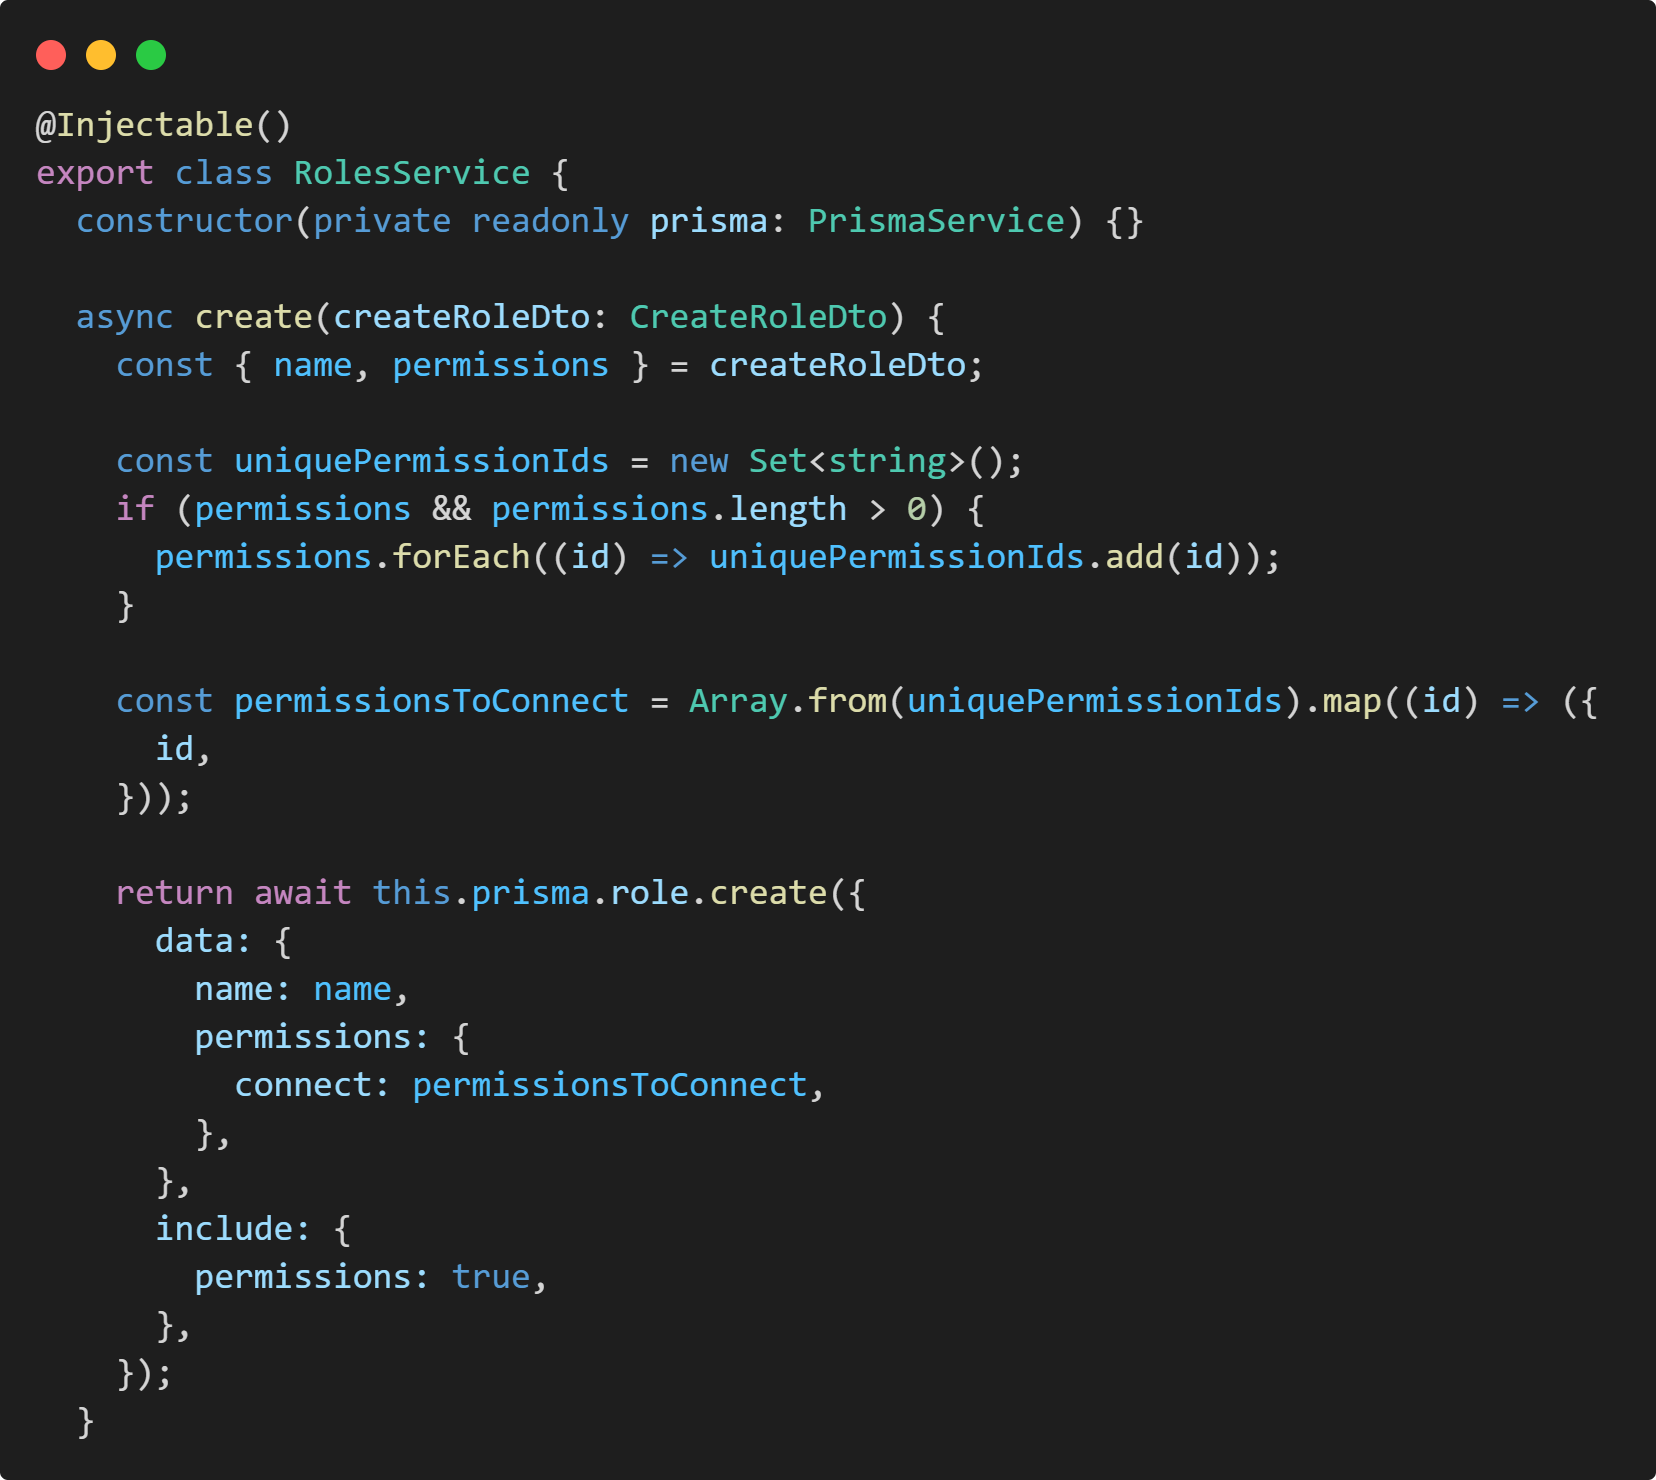 @Injectable()
export class RolesService {
  constructor(private readonly prisma: PrismaService) {}

  async create(createRoleDto: CreateRoleDto) {
    const { name, permissions } = createRoleDto;

    const uniquePermissionIds = new Set<string>();
    if (permissions && permissions.length > 0) {
      permissions.forEach((id) => uniquePermissionIds.add(id));
    }

    const permissionsToConnect = Array.from(uniquePermissionIds).map((id) => ({
      id,
    }));

    return await this.prisma.role.create({
      data: {
        name: name,
        permissions: {
          connect: permissionsToConnect,
        },
      },
      include: {
        permissions: true,
      },
    });
  }